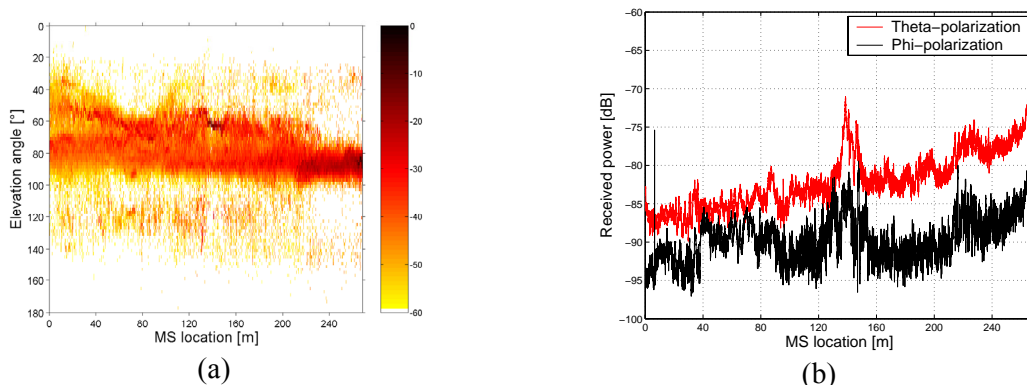 0
20
40
60
80
100
120
140
160
180
Elevation angle [°]
0 40 80 120 160 200 240
MS location [m]
0
-10
-20
-30
-40
-50
-60
(a)
−60
−65
−70
−75
−80
−85
−90
−95
−100
Received power [dB]
Theta−polarization
Phi−polarization
0 40 80 130 160 200 240
MS location [m]
(b)